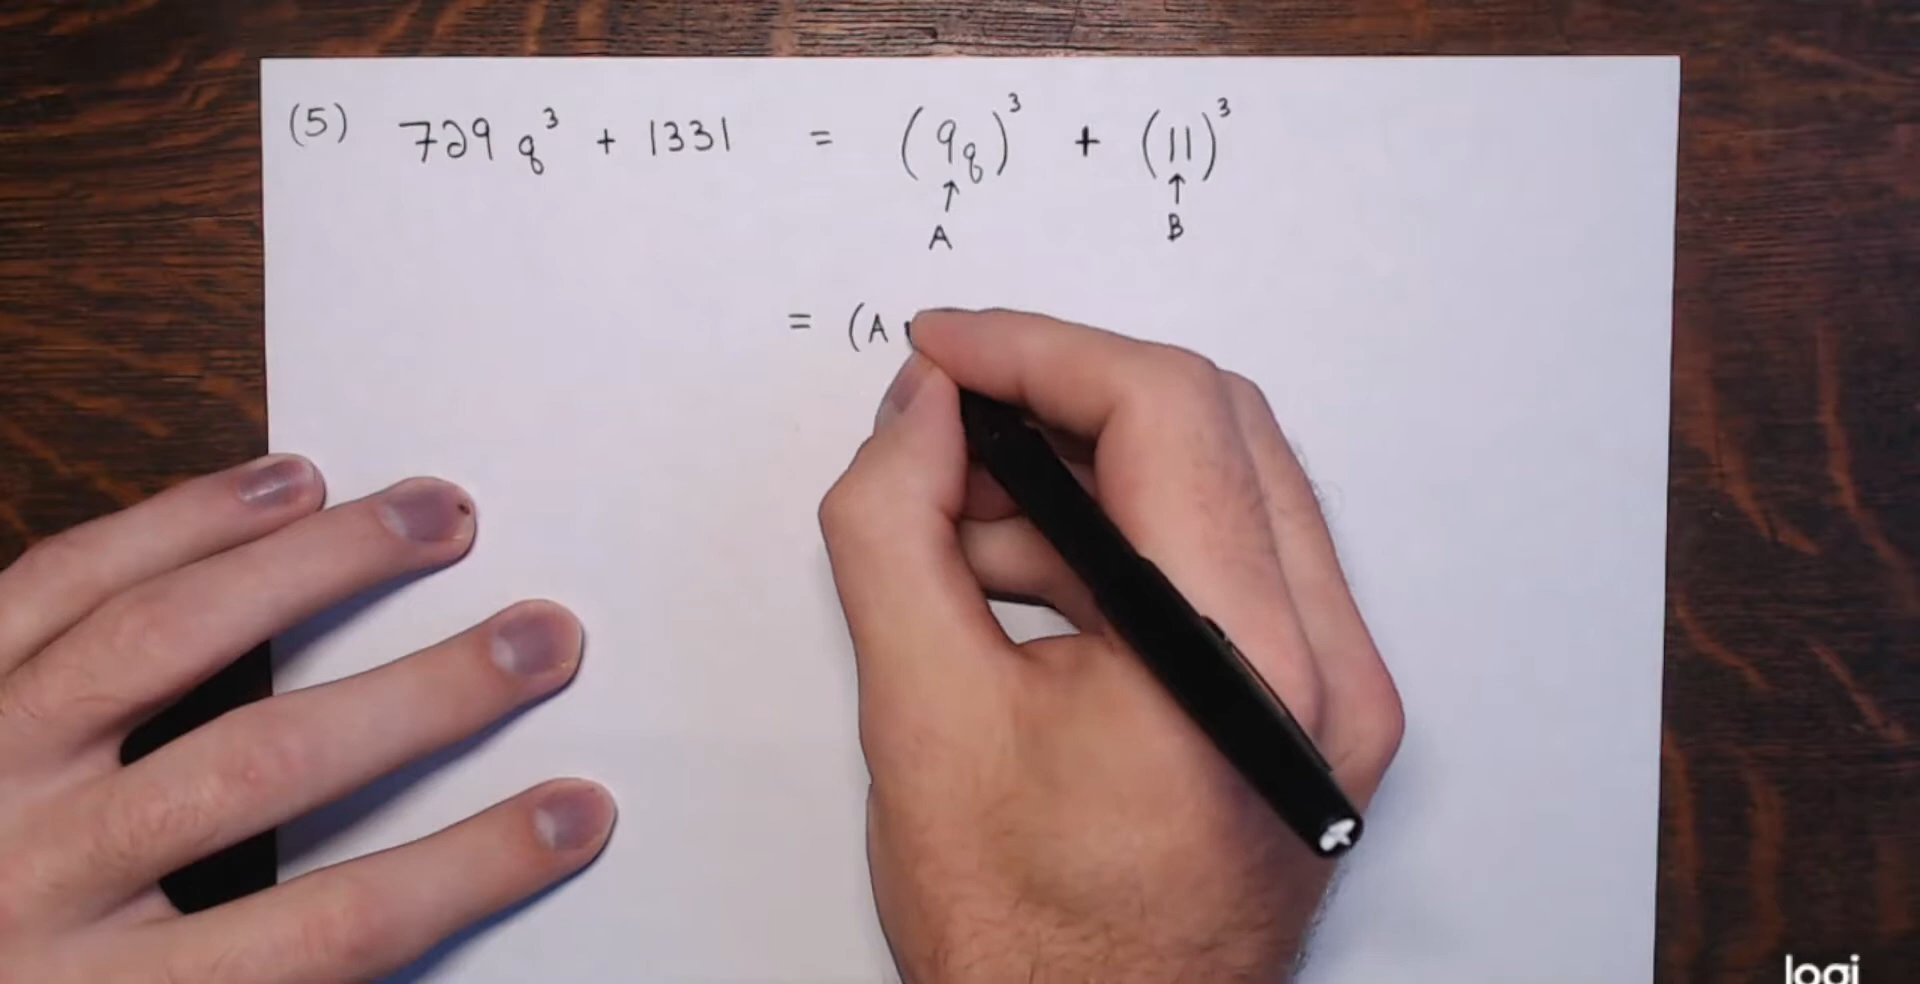 (5) 729 q³ + 1331 = (9q)³ + (11)³
↑ ↑
A B
= (A
logi